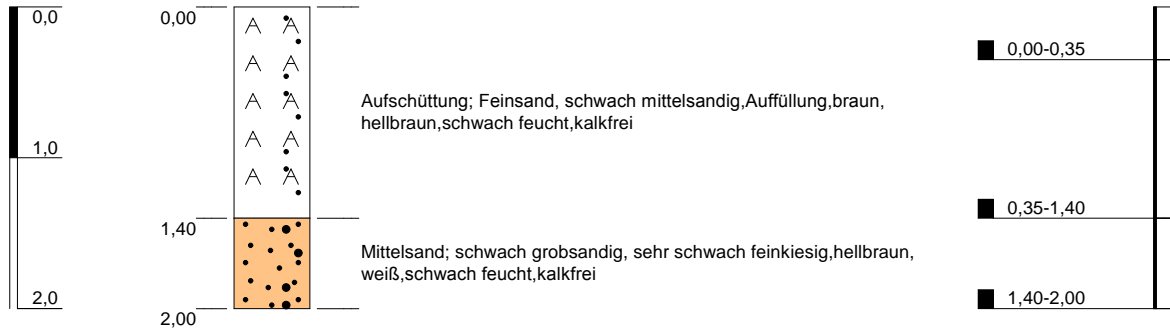 0,0
0,00
0,00-0,35
Aufschüttung; Feinsand, schwach mittelsandig,Auffüllung,braun,
hellbraun,schwach feucht,kalkfrei
1,0
0,35-1,40
1,40
Mittelsand; schwach grobsandig, sehr schwach feinkiesig,hellbraun,
weiß,schwach feucht,kalkfrei
2,0
1,40-2,00
2,00